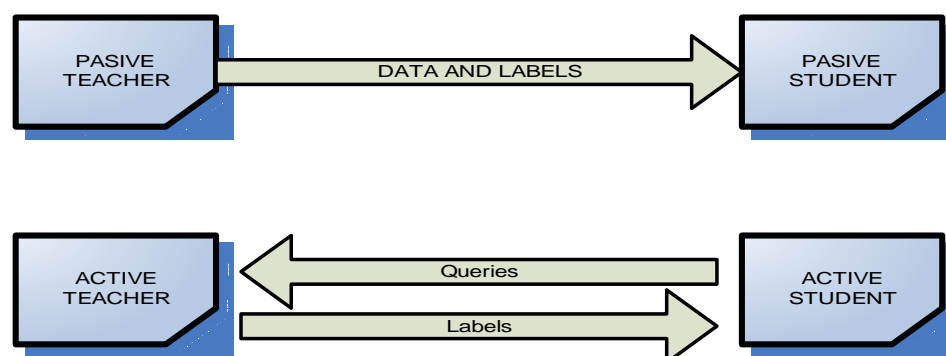 PASIVE
TEACHER
DATA AND LABELS
PASIVE
STUDENT
ACTIVE
TEACHER
Queries
Labels
ACTIVE
STUDENT